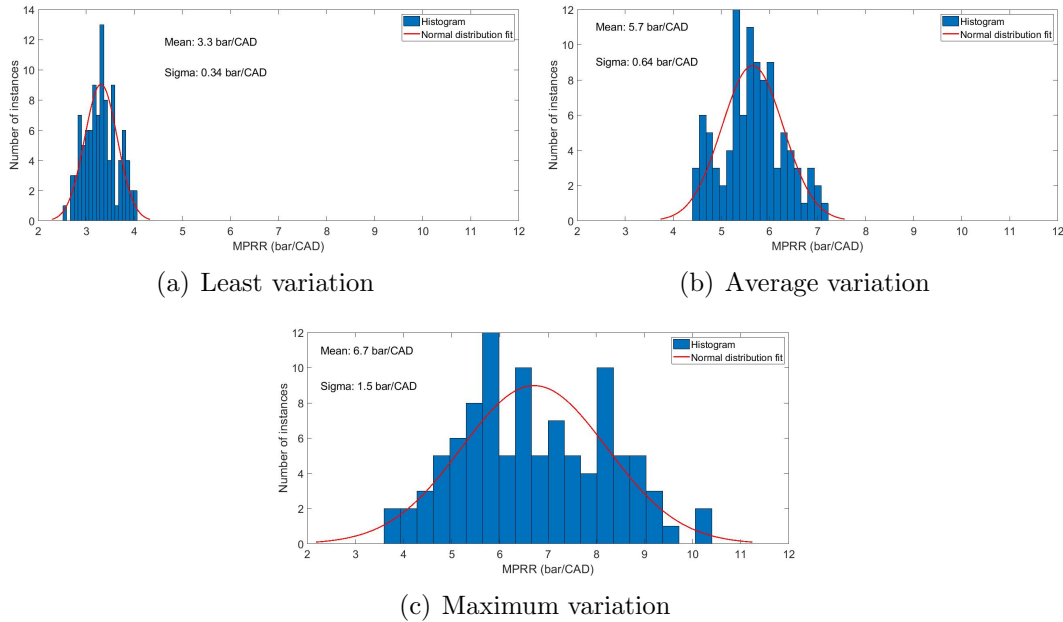 14
12
10
8
6
4
2
0
Number of instances
Mean: 3.3 bar/CAD
Sigma: 0.34 bar/CAD
Histogram
Normal distribution fit
2 3 4 5 6 7 8 9 10 11 12
MPRR (bar/CAD)
(a) Least variation
12
10
8
6
4
2
0
Number of instances
Mean: 5.7 bar/CAD
Sigma: 0.64 bar/CAD
Histogram
Normal distribution fit
2 3 4 5 6 7 8 9 10 11 12
MPRR (bar/CAD)
(b) Average variation
12
10
8
6
4
2
0
Number of instances
Mean: 6.7 bar/CAD
Sigma: 1.5 bar/CAD
Histogram
Normal distribution fit
2 3 4 5 6 7 8 9 10 11 12
MPRR (bar/CAD)
(c) Maximum variation